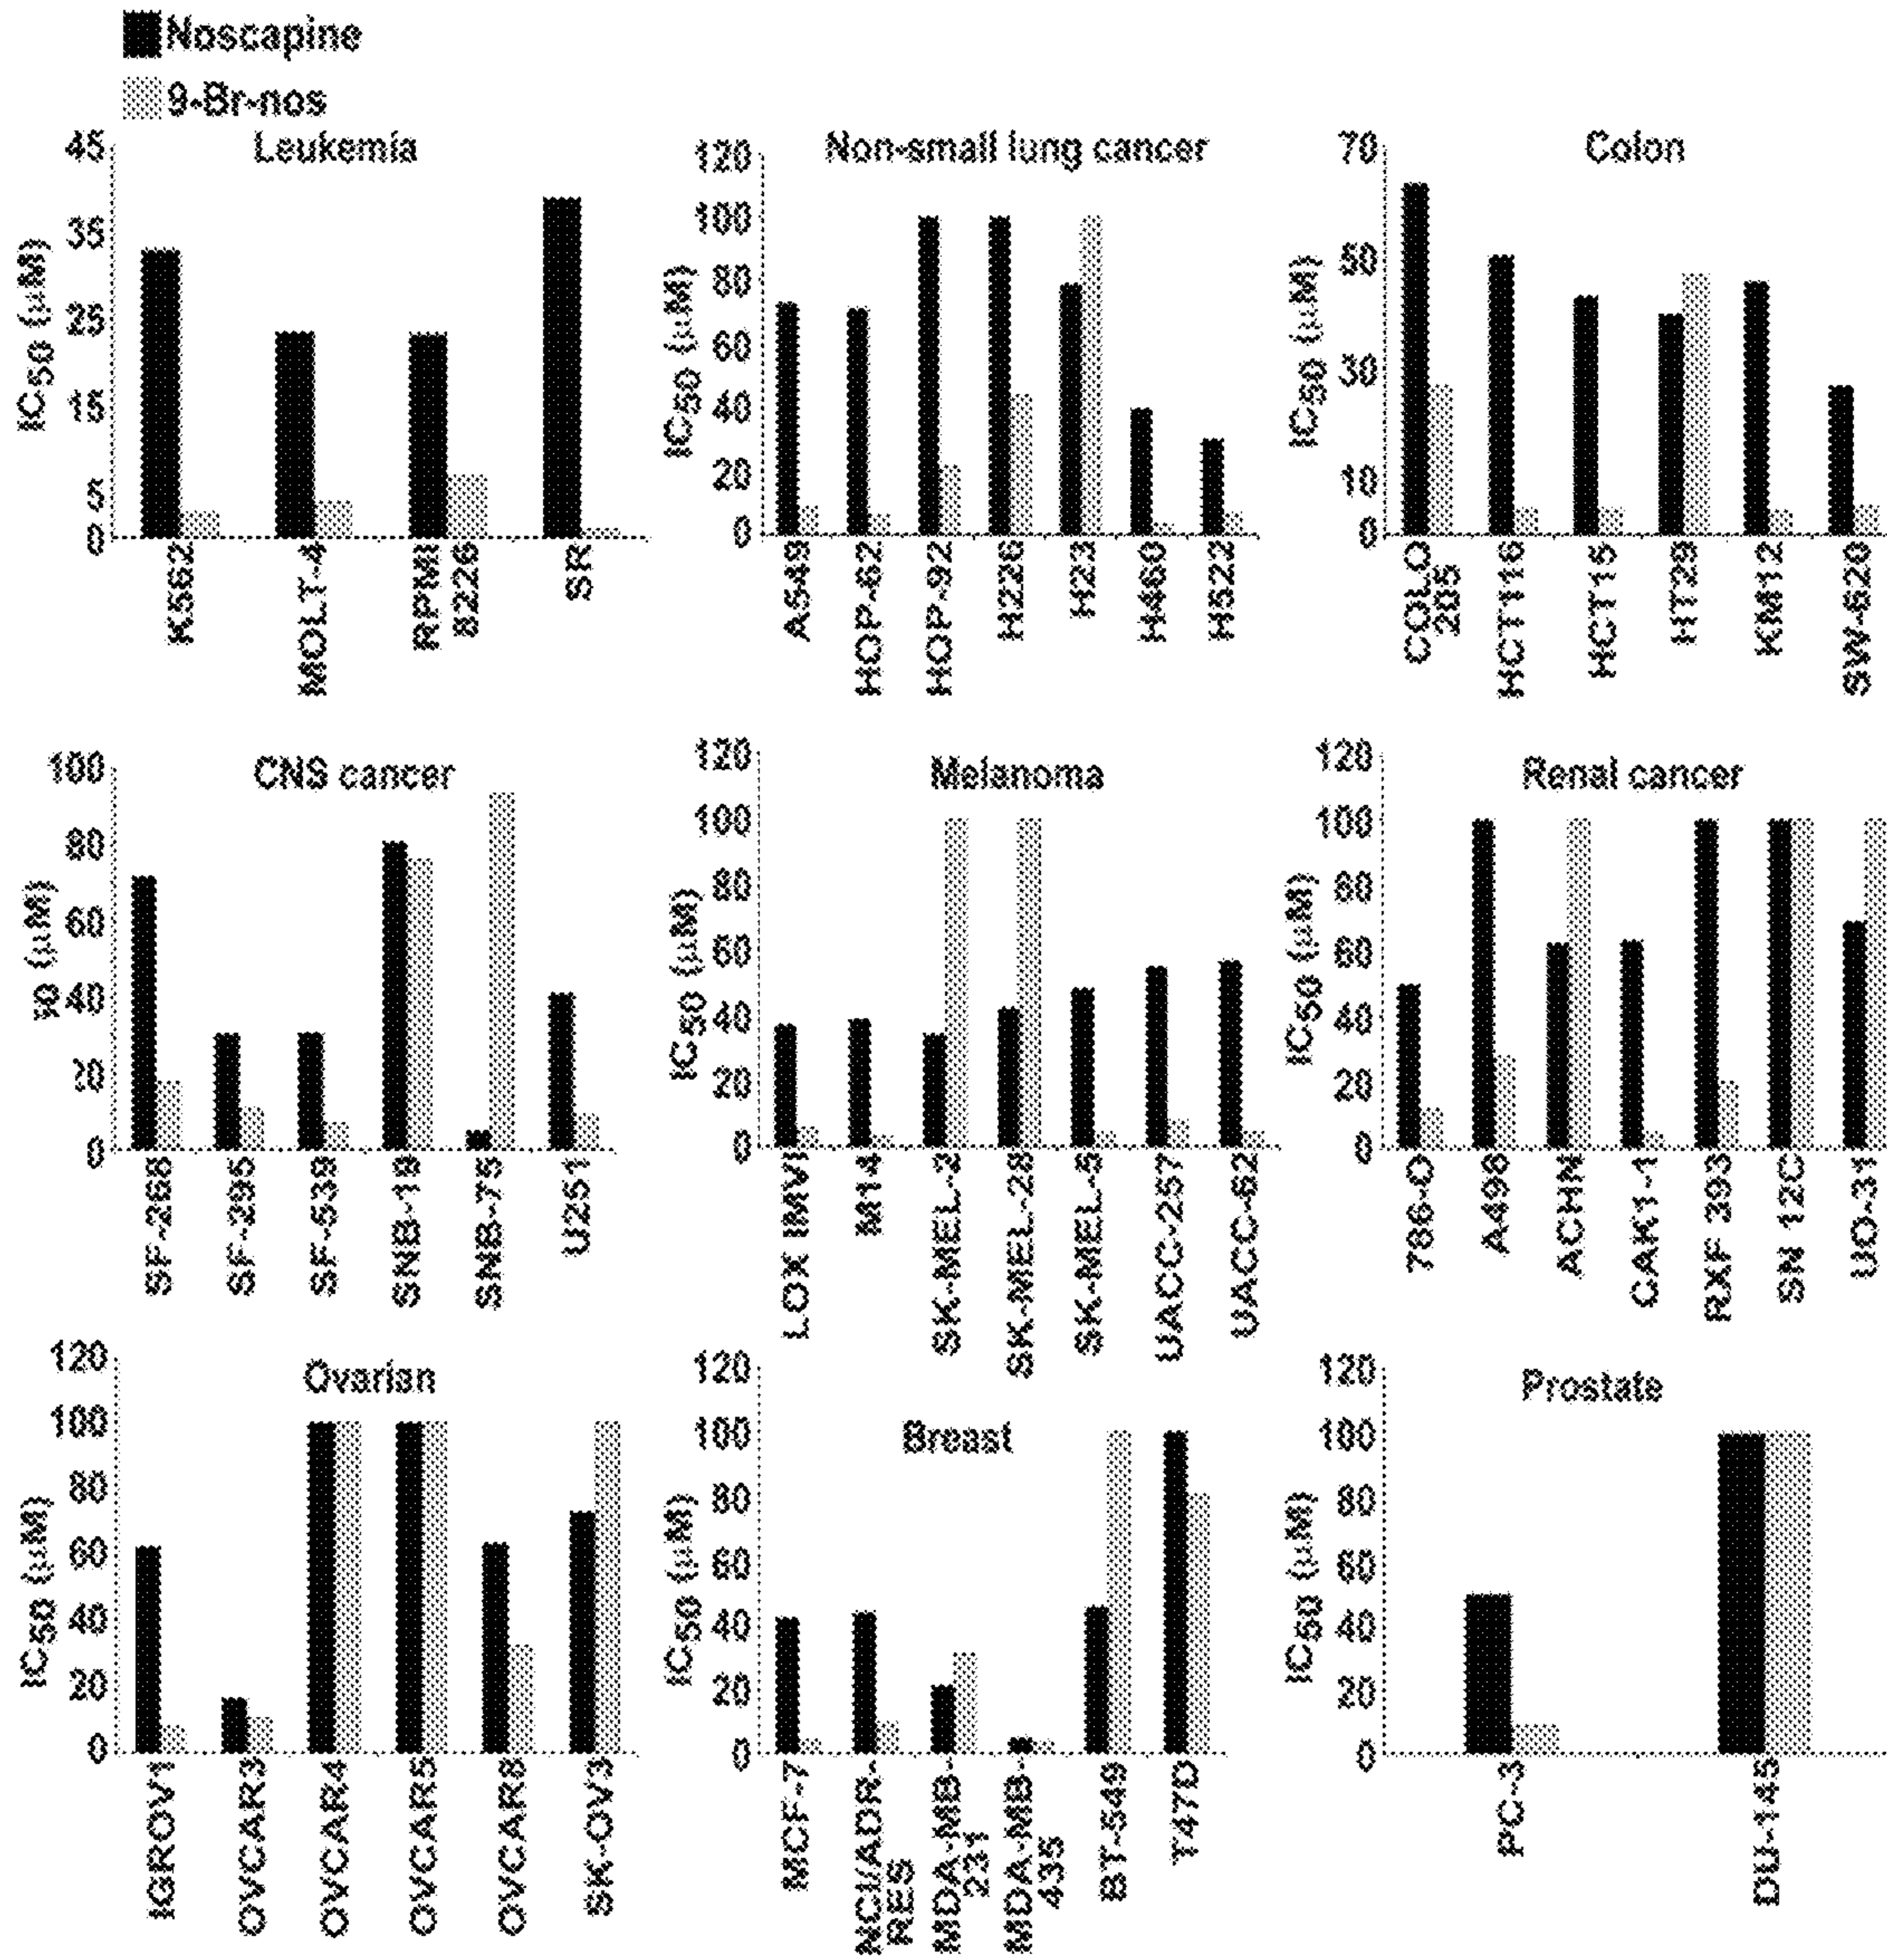 Noscapine
9-Br-nos
Leukemia
IC50 (µM)
45
35
25
15
5
0
K562
MOLT-4
RPMI
8226
SR
Non-small lung cancer
IC50 (µM)
120
100
80
60
40
20
0
A549
HOP-62
HOP-92
H226
H23
H460
H522
Colon
IC50 (µM)
70
50
30
10
0
COLO
205
HCT116
HCT15
HT29
KM12
SW-620
CNS cancer
(µM)
100
80
60
40
20
0
SF-268
SF-295
SF-539
SNB-19
SNB-75
U251
Melanoma
IC50 (µM)
120
100
80
60
40
20
0
LOX IMVI
M14
SK-MEL-2
SK-MEL-28
SK-MEL-5
UACC-257
UACC-62
Renal cancer
IC50 (µM)
120
100
80
60
40
20
0
786-O
A498
ACHN
CAK1-1
RXF 393
SN 12C
UO-31
Ovarian
IC50 (µM)
120
100
80
60
40
20
0
IGROV1
OVCAR3
OVCAR4
OVCAR5
OVCAR8
SK-OV3
Breast
IC50 (µM)
120
100
80
60
40
20
0
MCF-7
NCI/ADR-
RES
MDA-MB-
231
MDA-MB-
435
BT-549
T47D
Prostate
IC50 (µM)
120
100
80
60
40
20
0
PC-3
DU-145